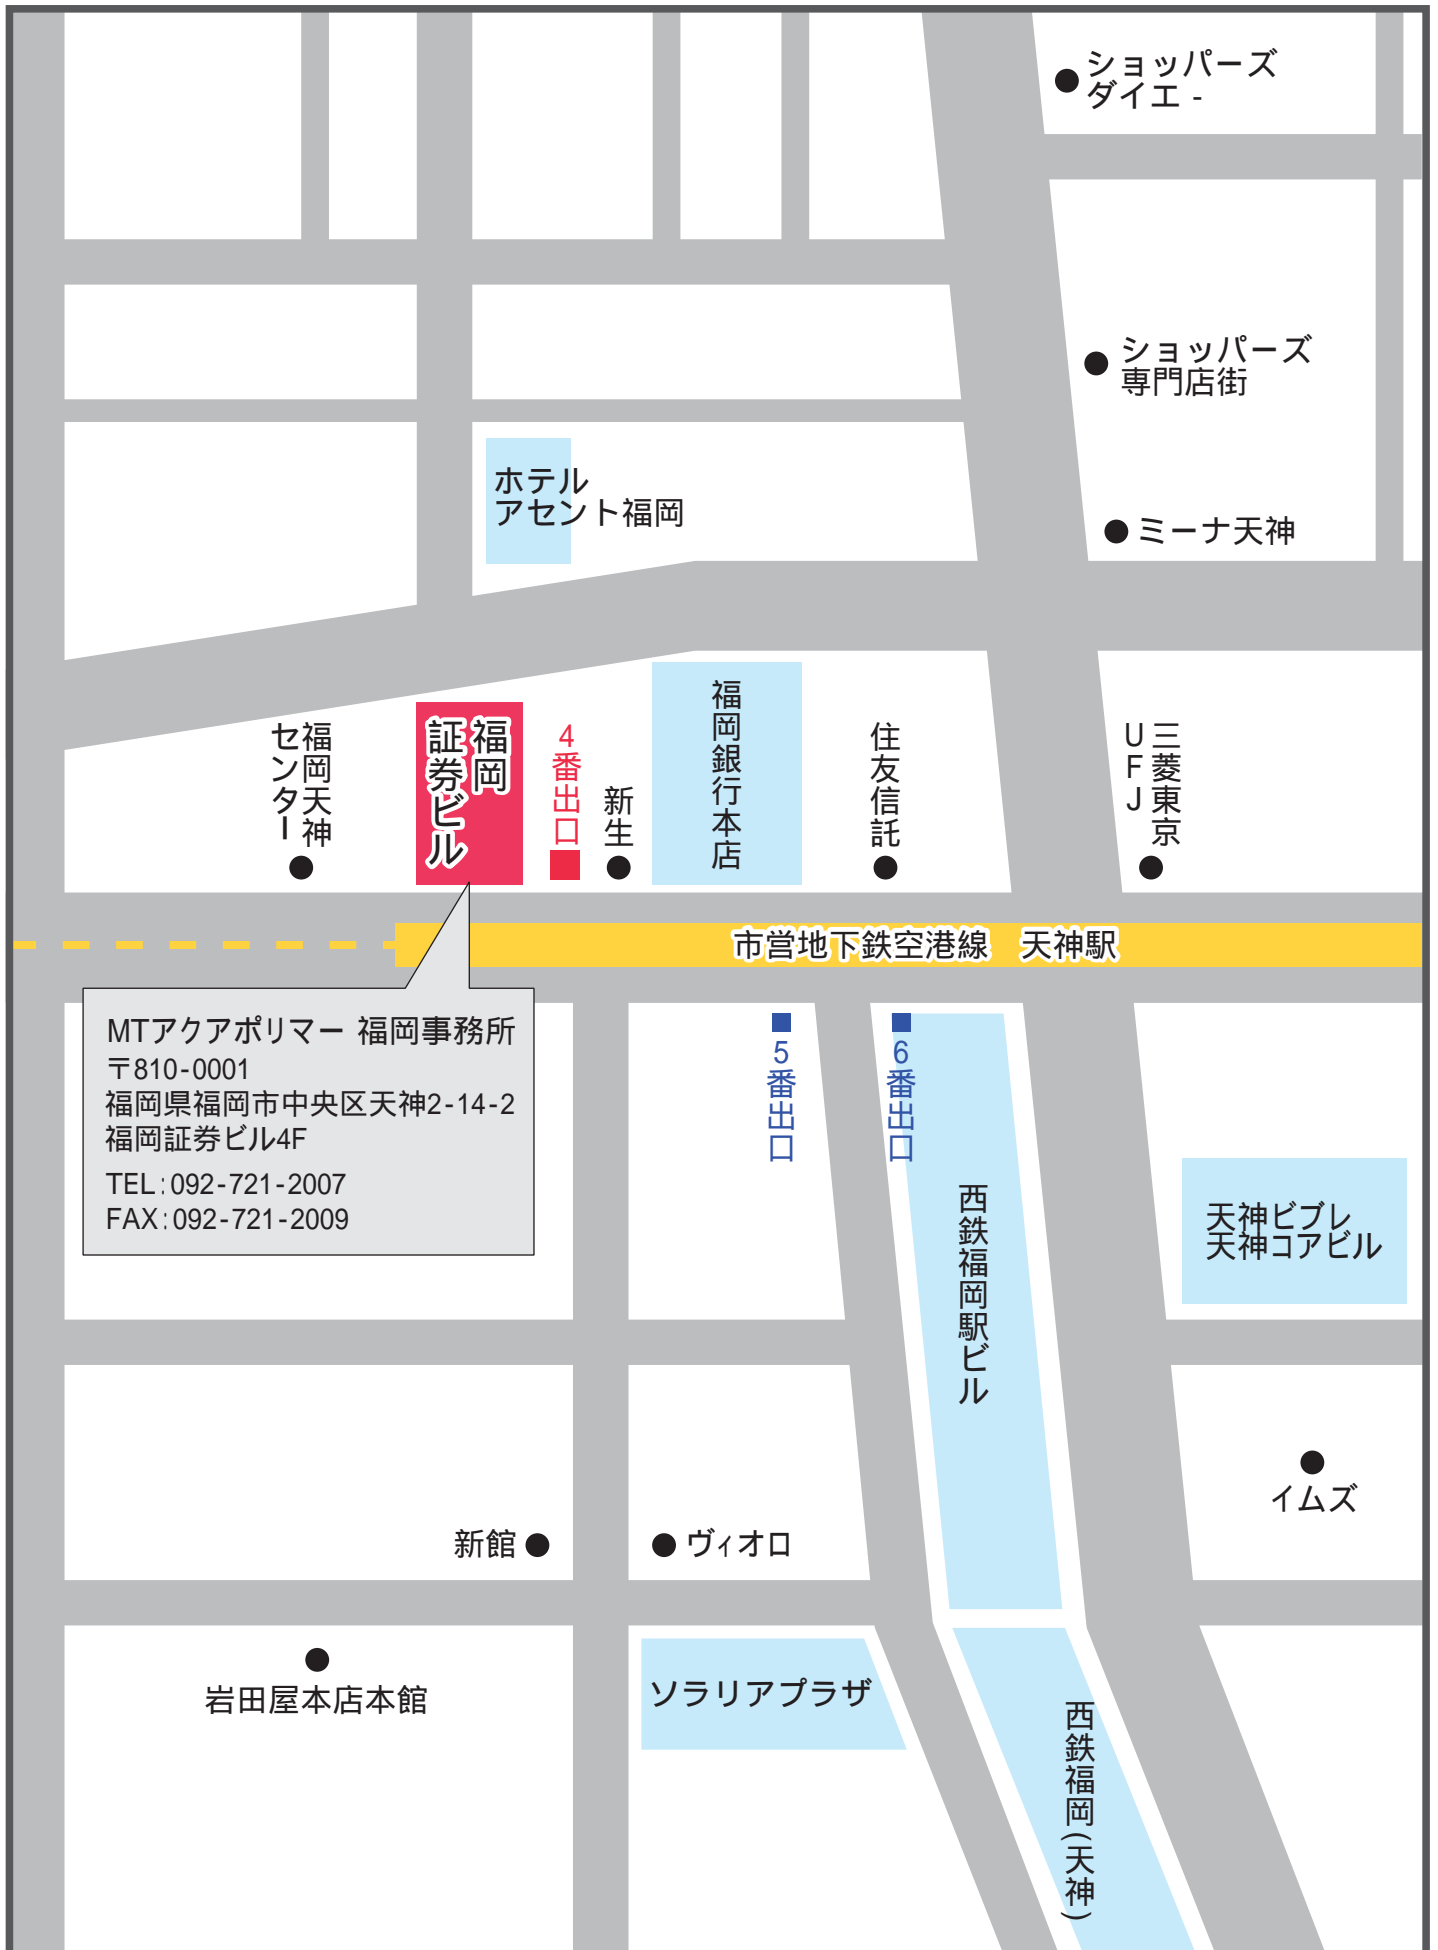 ショッパーズ
ダイエ -
ショッパーズ
専門店街
ホテル
アセント福岡
ミーナ天神
福岡天神
センター
福岡
証券ビル
4番出口
新生
福岡銀行本店
住友信託
三菱東京
UFJ
市営地下鉄空港線　天神駅
MTアクアポリマー 福岡事務所
〒810-0001
福岡県福岡市中央区天神2-14-2
福岡証券ビル4F
TEL:092-721-2007
FAX:092-721-2009
5番出口
6番出口
西鉄福岡駅ビル
天神ビブレ
天神コアビル
イムズ
新館
ヴィオロ
岩田屋本店本館
ソラリアプラザ
西鉄福岡(天神)